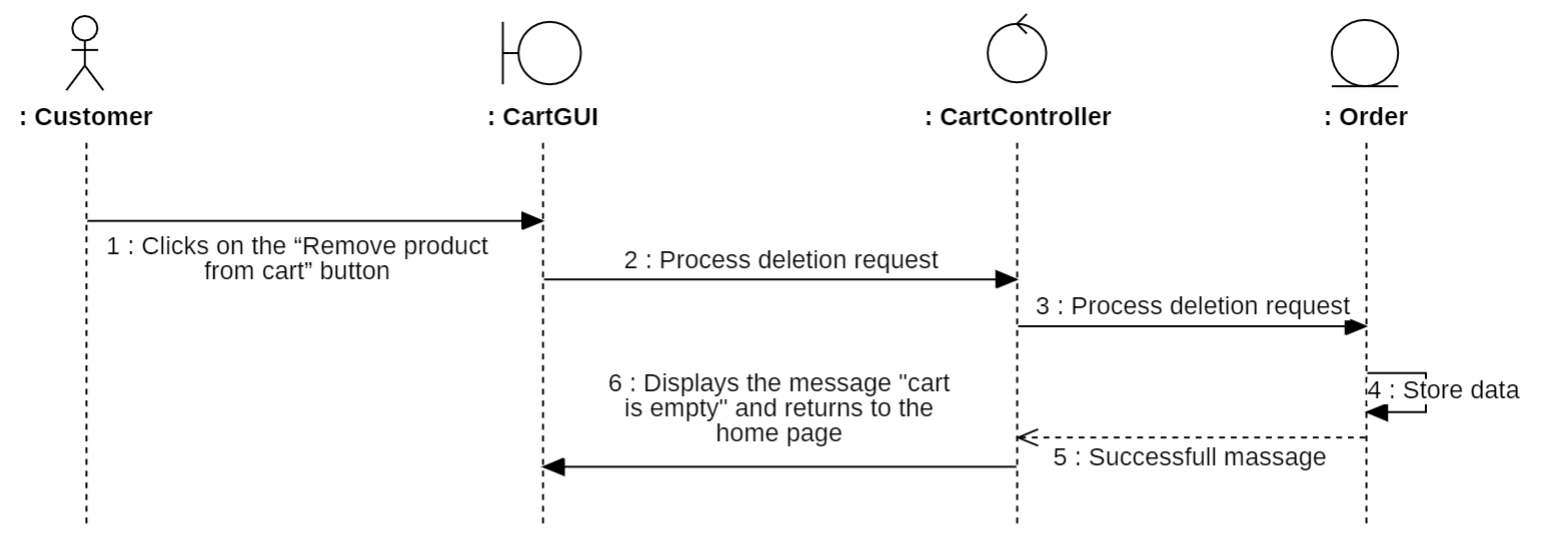 : Customer
: CartGUI
: CartController
: Order
1 : Clicks on the “Remove product
from cart” button
2 : Process deletion request
3 : Process deletion request
4 : Store data
5 : Successfull massage
6 : Displays the message "cart
is empty" and returns to the
home page